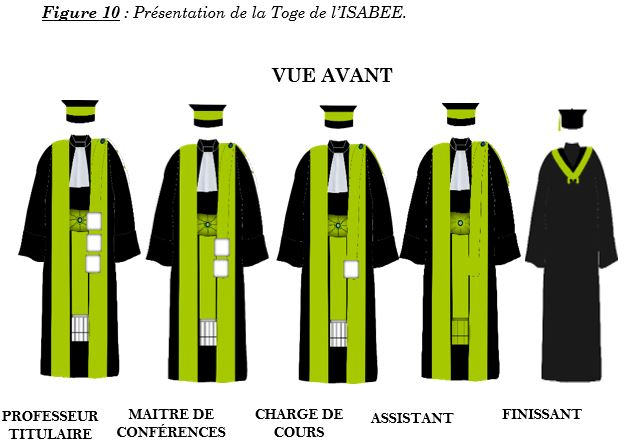 Figure 10 : Présentation de la Toge de l’ISABEE.
VUE AVANT
PROFESSEUR
TITULAIRE
MAITRE DE
CONFÉRENCES
CHARGE DE
COURS
ASSISTANT
FINISSANT